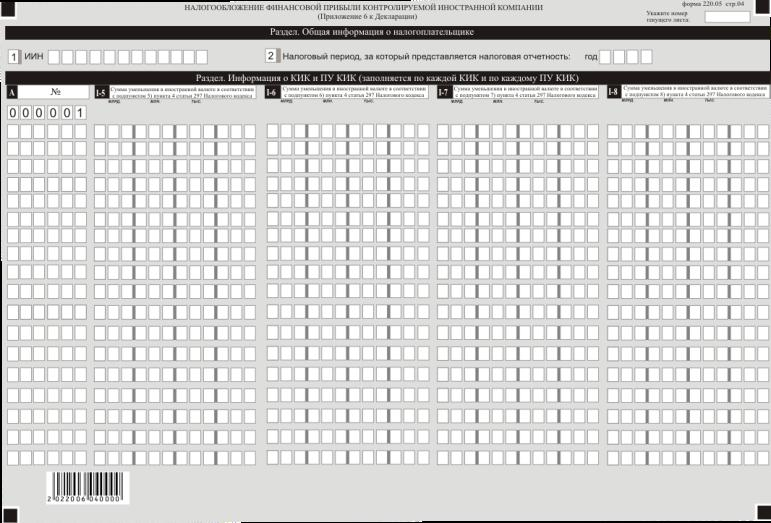 НАЛОГООБЛОЖЕНИЕ ФИНАНСОВОЙ ПРИБЫЛИ КОНТРОЛИРУЕМОЙ ИНОСТРАННОЙ КОМПАНИИ
(Приложение 6 к Декларации)
форма 220.05 стр.04
Укажите номер
текущего листа:
Раздел. Общая информация о налогоплательщике
1 ИИН
2 Налоговый период, за который представляется налоговая отчетность: год
Раздел. Информация о КИК и ПУ КИК (заполняется по каждой КИК и по каждому ПУ КИК)
A №
I-5 Сумма уменьшения в иностранной валюте в соответствии
с подпунктом 5) пункта 4 статьи 297 Налогового кодекса
I-6 Сумма уменьшения в иностранной валюте в соответствии
с подпунктом 6) пункта 4 статьи 297 Налогового кодекса
I-7 Сумма уменьшения в иностранной валюте в соответствии
с подпунктом 7) пункта 4 статьи 297 Налогового кодекса
I-8 Сумма уменьшения в иностранной валюте в соответствии
с подпунктом 8) пункта 4 статьи 297 Налогового кодекса
МЛРД. МЛН. ТЫС. МЛРД. МЛН. ТЫС. МЛРД. МЛН. ТЫС. МЛРД. МЛН. ТЫС.
0 0 0 0 0 1
2 022006 040000